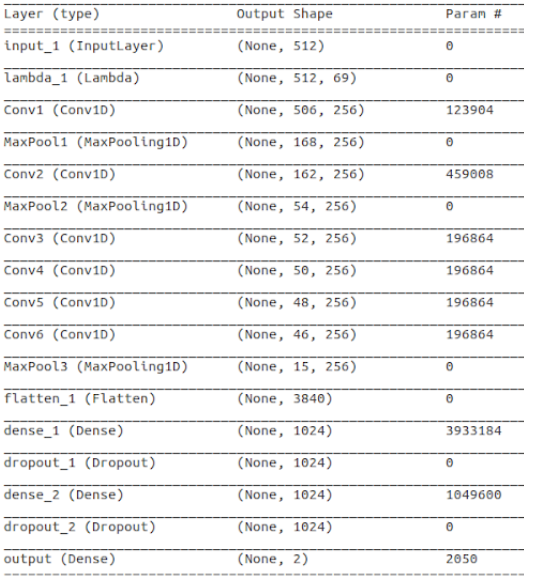 Layer (type) Output Shape Param #
input_1 (InputLayer) (None, 512) 0
lambda_1 (Lambda) (None, 512, 69) 0
Conv1 (Conv1D) (None, 506, 256) 123904
MaxPool1 (MaxPooling1D) (None, 168, 256) 0
Conv2 (Conv1D) (None, 162, 256) 459008
MaxPool2 (MaxPooling1D) (None, 54, 256) 0
Conv3 (Conv1D) (None, 52, 256) 196864
Conv4 (Conv1D) (None, 50, 256) 196864
Conv5 (Conv1D) (None, 48, 256) 196864
Conv6 (Conv1D) (None, 46, 256) 196864
MaxPool3 (MaxPooling1D) (None, 15, 256) 0
flatten_1 (Flatten) (None, 3840) 0
dense_1 (Dense) (None, 1024) 3933184
dropout_1 (Dropout) (None, 1024) 0
dense_2 (Dense) (None, 1024) 1049600
dropout_2 (Dropout) (None, 1024) 0
output (Dense) (None, 2) 2050